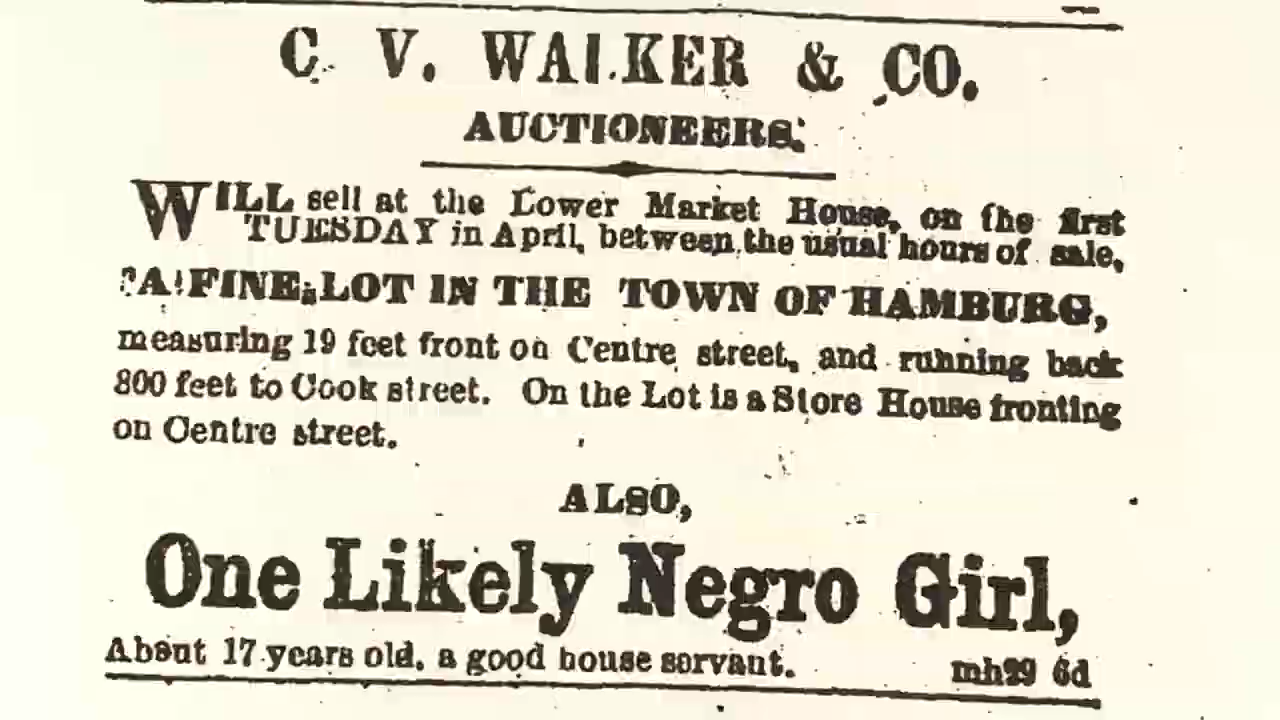 C. V. WALKER & CO.
AUCTIONEERS.
WILL sell at the Lower Market House, on the first
TUESDAY in April, between the usual hours of sale,
A FINE LOT IN THE TOWN OF HAMBURG,
measuring 19 feet front on Centre street, and running back
800 feet to Cook street. On the Lot is a Store House fronting
on Centre street.
ALSO,
One Likely Negro Girl,
About 17 years old, a good house servant. mh29 6d